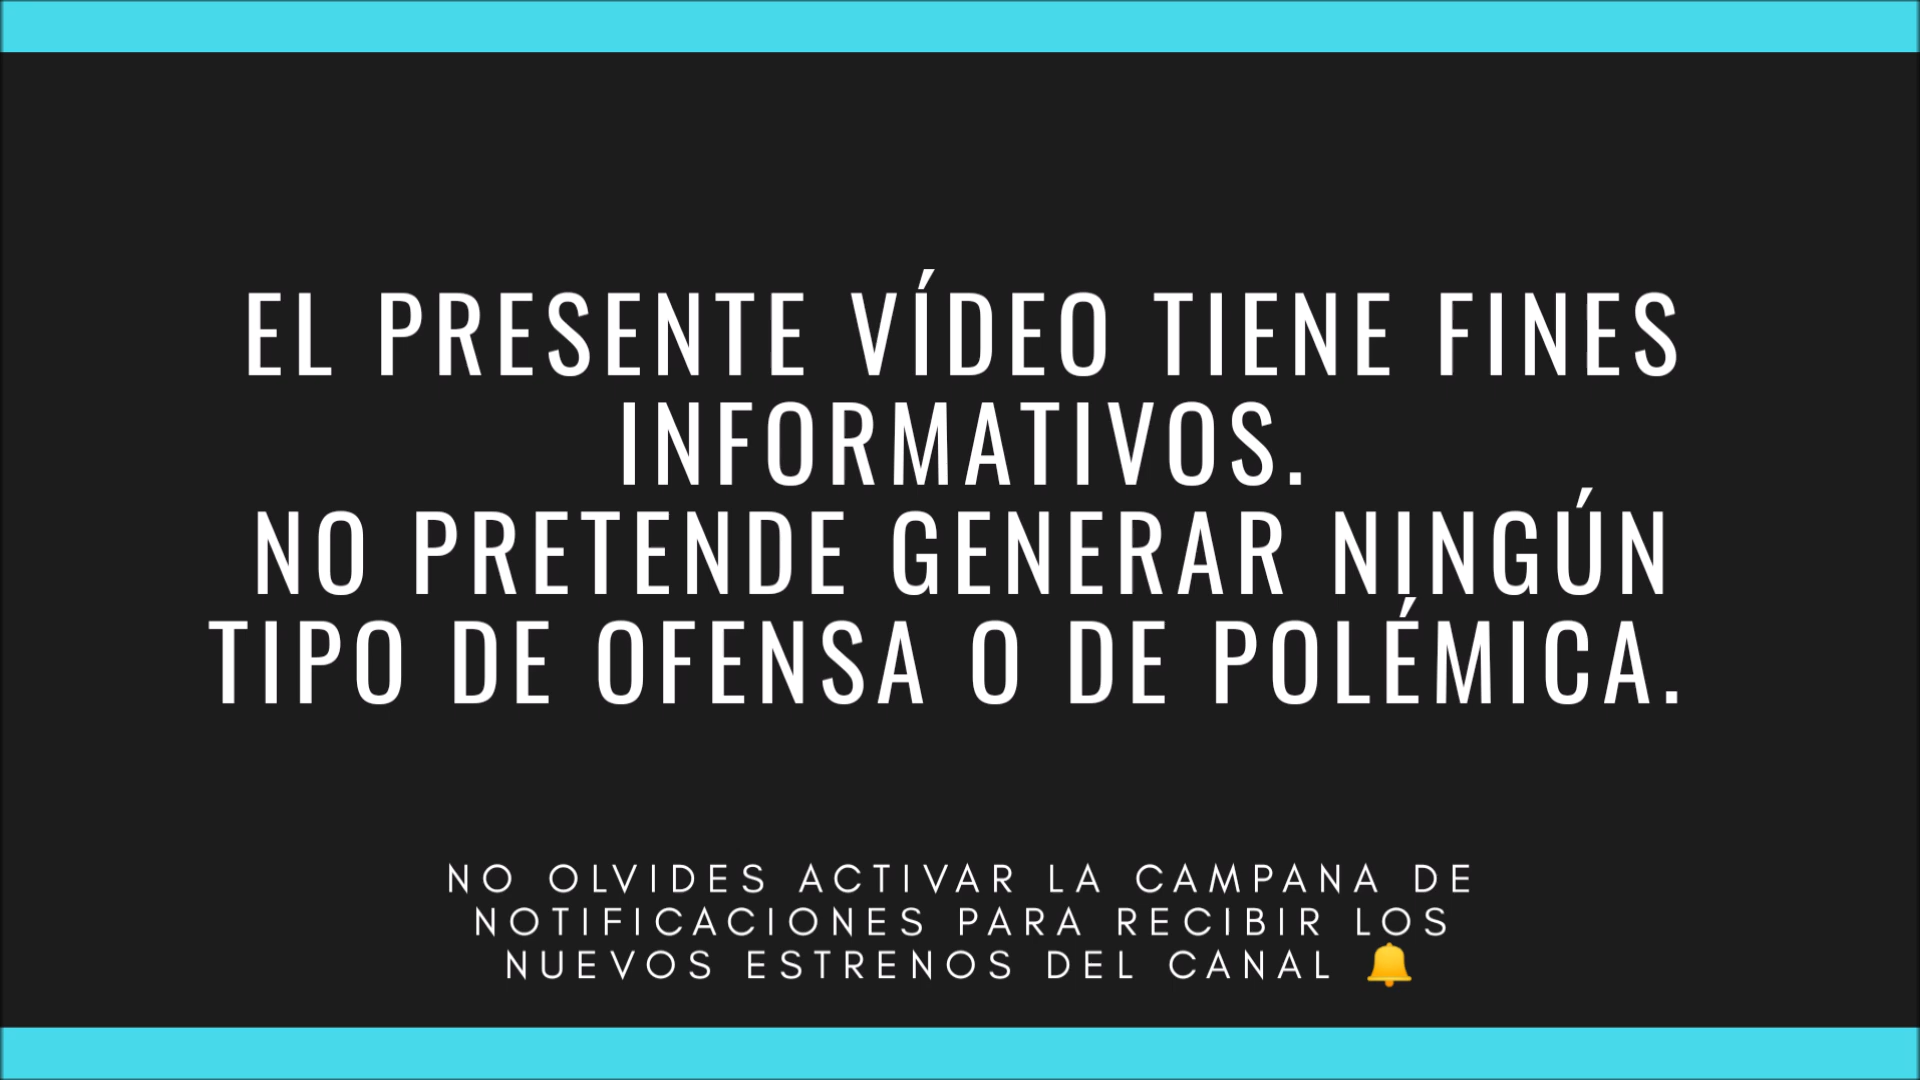 EL PRESENTE VÍDEO TIENE FINES
INFORMATIVOS.
NO PRETENDE GENERAR NINGÚN
TIPO DE OFENSA O DE POLÉMICA.
NO OLVIDES ACTIVAR LA CAMPANA DE
NOTIFICACIONES PARA RECIBIR LOS
NUEVOS ESTRENOS DEL CANAL 🔔